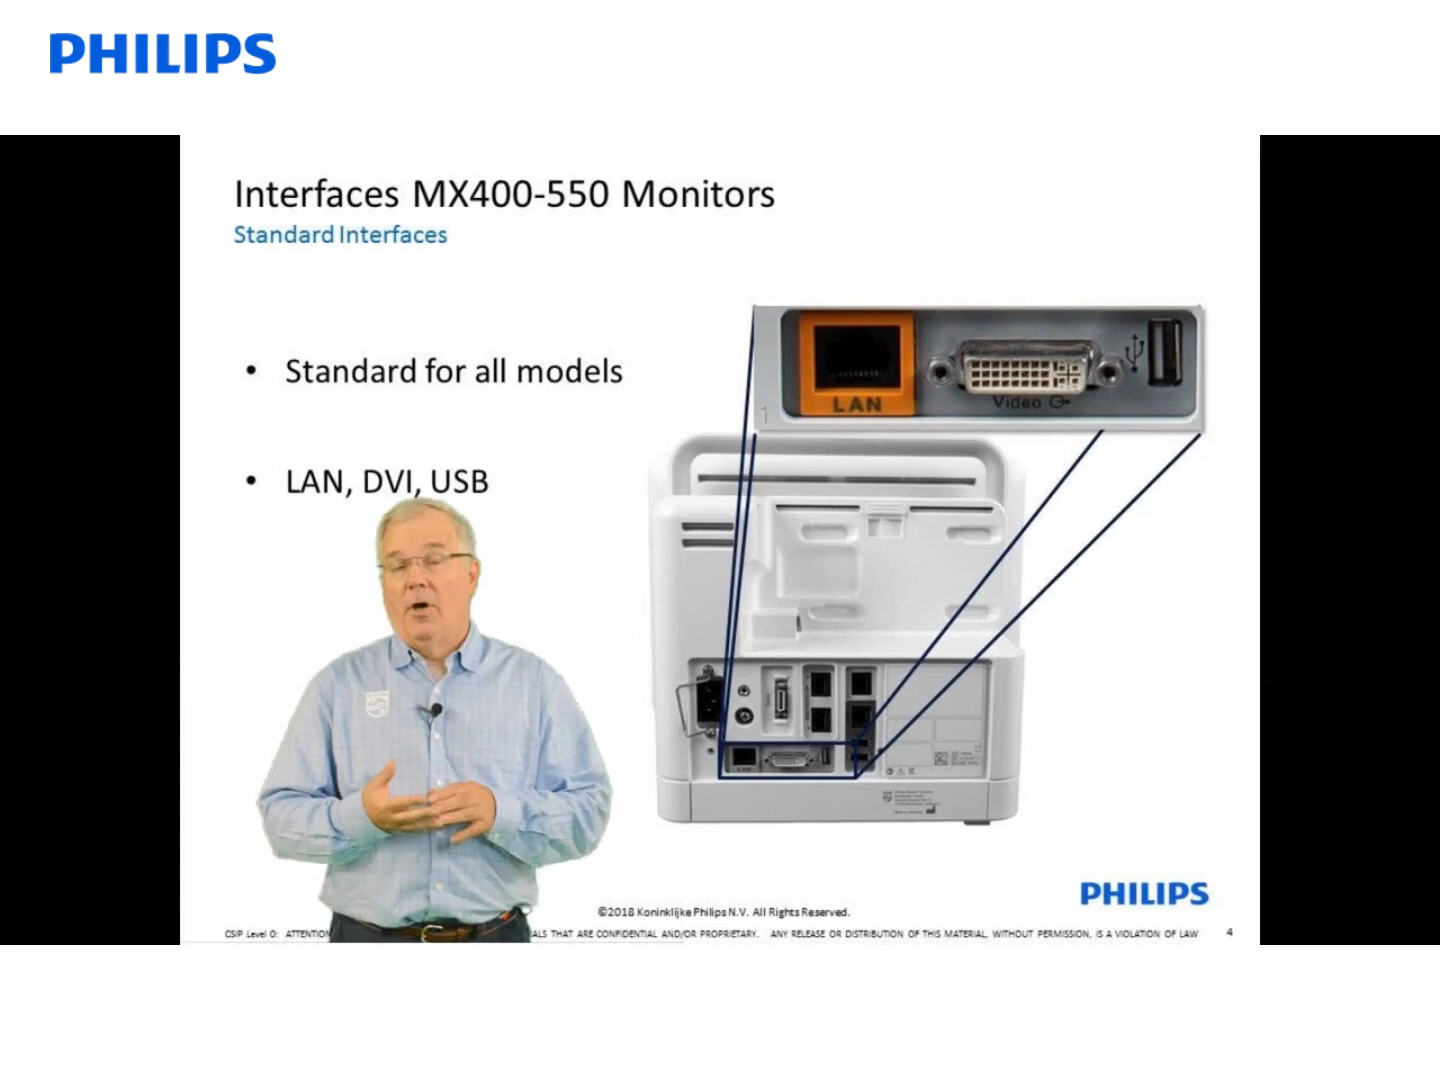 PHILIPS
Interfaces MX400-550 Monitors
Standard Interfaces
• Standard for all models
• LAN, DVI, USB
LAN
Video
1
PHILIPS
©2018 Koninklijke Philips N.V. All Rights Reserved.
CSIP Level 0: ATTENTION
IALS THAT ARE CONFIDENTIAL AND/OR PROPRIETARY. ANY RELEASE OR DISTRIBUTION OF THIS MATERIAL, WITHOUT PERMISSION, IS A VIOLATION OF LAW
4